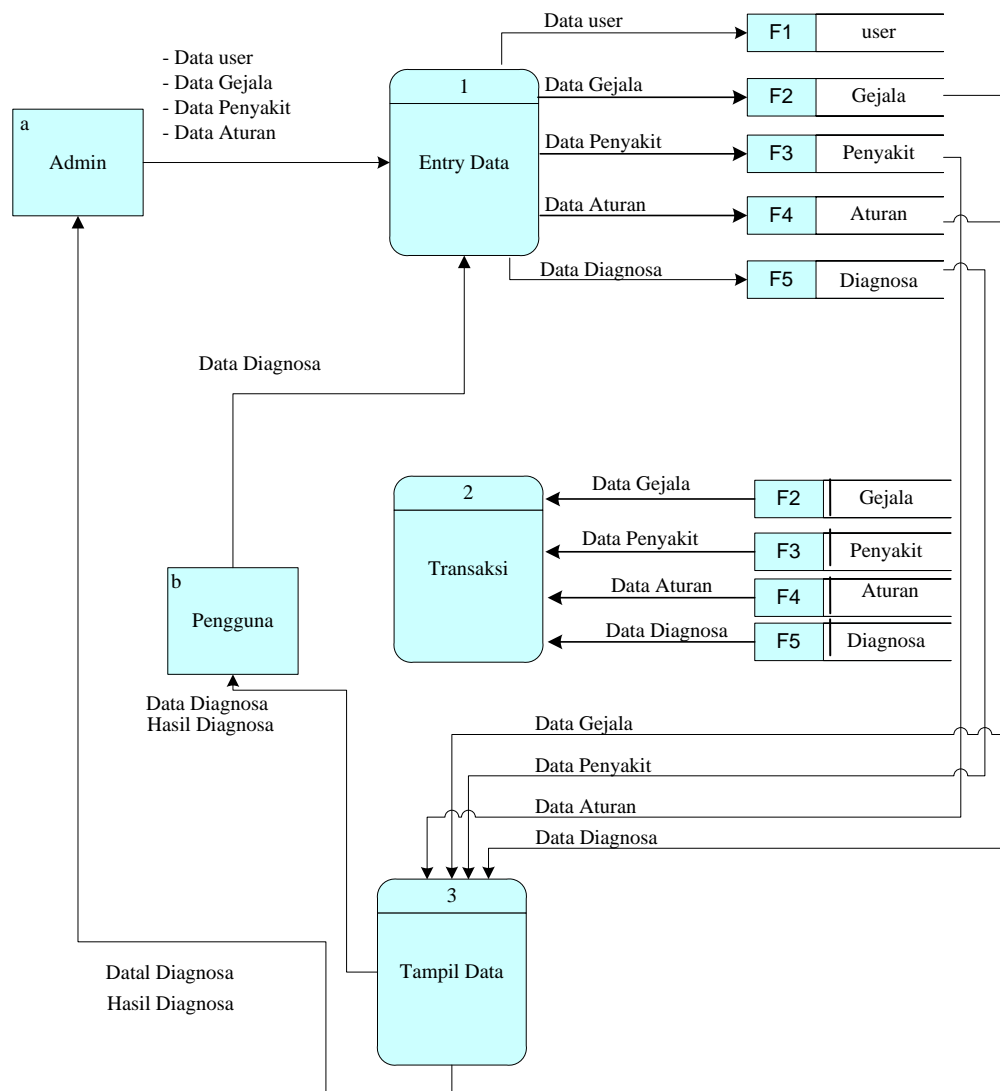 Data user
F1
user
- Data user
- Data Gejala
- Data Penyakit
- Data Aturan
1
Entry Data
Data Gejala
F2
Gejala
a
Admin
Data Penyakit
F3
Penyakit
Data Aturan
F4
Aturan
Data Diagnosa
F5
Diagnosa
Data Diagnosa
2
Transaksi
Data Gejala
F2
Gejala
Data Penyakit
F3
Penyakit
Data Aturan
F4
Aturan
Data Diagnosa
F5
Diagnosa
b
Pengguna
Data Diagnosa
Hasil Diagnosa
Data Gejala
Data Penyakit
Data Aturan
Data Diagnosa
3
Tampil Data
Datal Diagnosa
Hasil Diagnosa